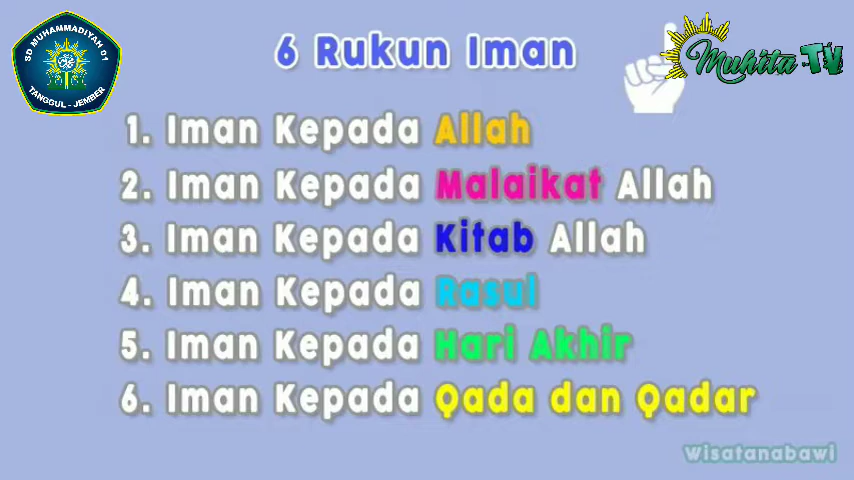 SD MUHAMMADIYAH 01
TANGGUL - JEMBER
6 Rukun Iman
Muhita TV
1. Iman Kepada Allah
2. Iman Kepada Malaikat Allah
3. Iman Kepada Kitab Allah
4. Iman Kepada Rasul
5. Iman Kepada Hari Akhir
6. Iman Kepada Qada dan Qadar
Wisatanabawi